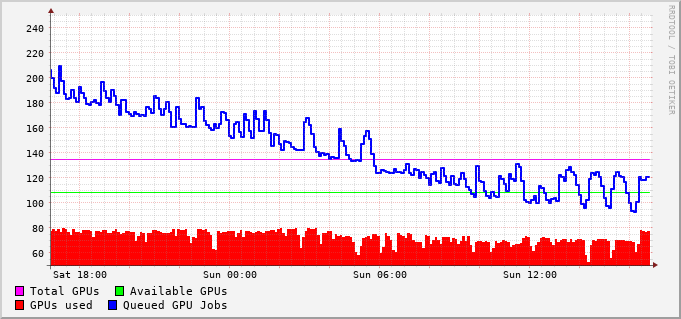 RRDTOOL / TOBI OETIKER
240
220
200
180
160
140
120
100
80
60
Sat 18:00 Sun 00:00 Sun 06:00 Sun 12:00
Total GPUs Available GPUs
GPUs used Queued GPU Jobs